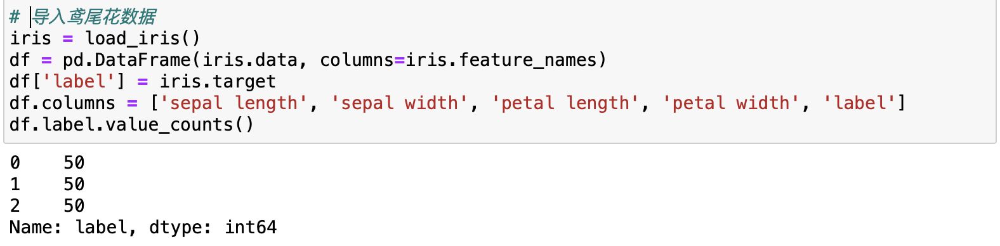 # 导入鸢尾花数据
iris = load_iris()
df = pd.DataFrame(iris.data, columns=iris.feature_names)
df['label'] = iris.target
df.columns = ['sepal length', 'sepal width', 'petal length', 'petal width', 'label']
df.label.value_counts()
0    50
1    50
2    50
Name: label, dtype: int64